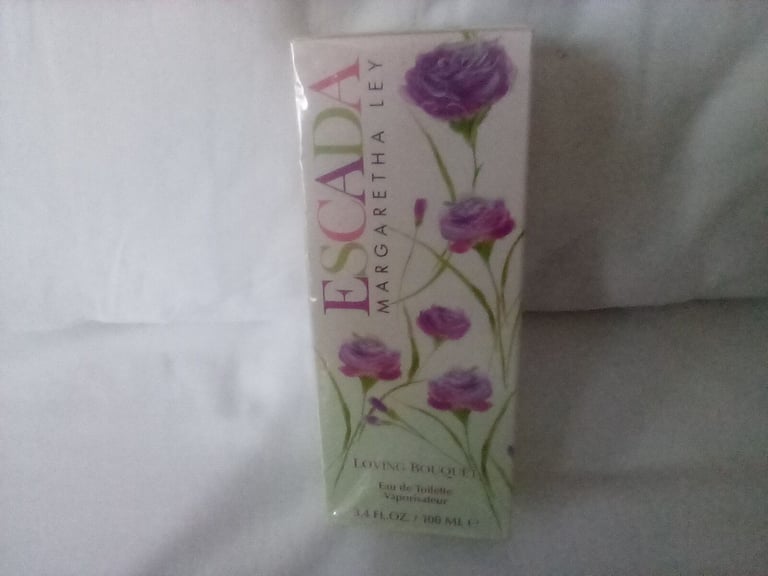 ESCADA
MARGARETHA LEY
LOVING BOUQUET
Eau de Toilette
Vaporisateur
3.4 FL.OZ. / 100 ML ℮